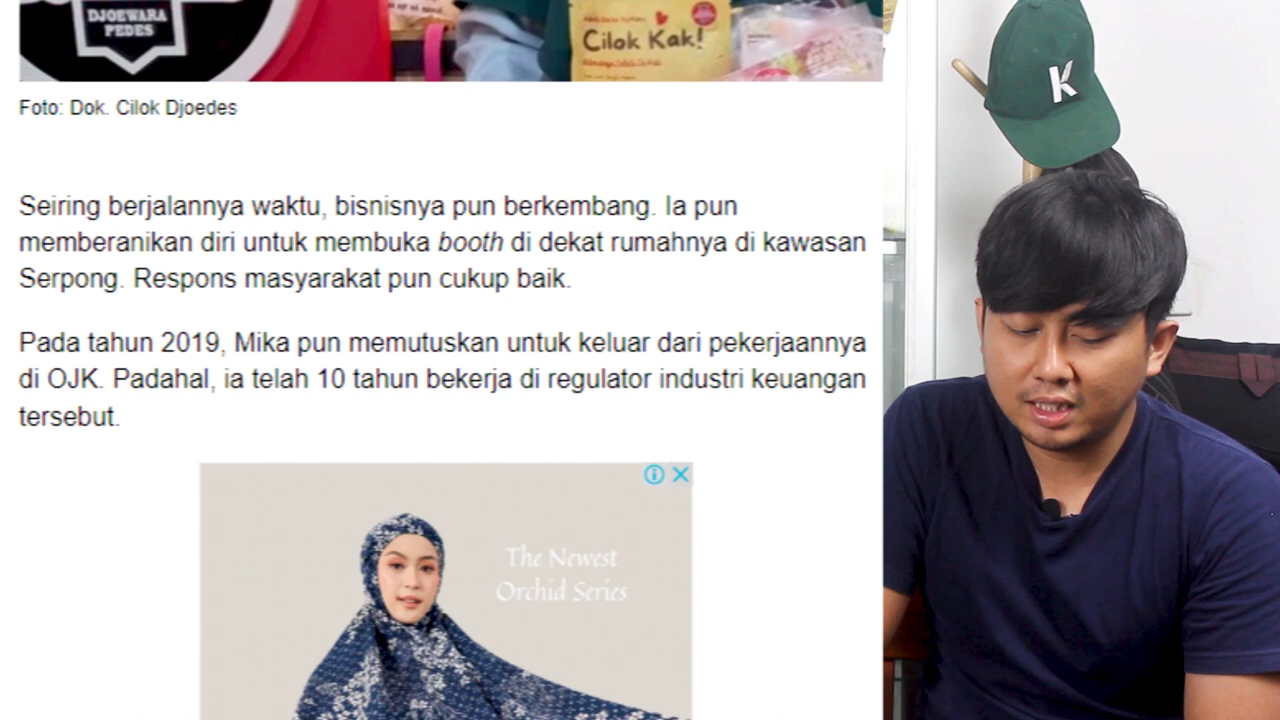 DJOEWARA
PEDES
Cilok Kak!
Foto: Dok. Cilok Djoedes
Seiring berjalannya waktu, bisnisnya pun berkembang. Ia pun
memberanikan diri untuk membuka booth di dekat rumahnya di kawasan
Serpong. Respons masyarakat pun cukup baik.
Pada tahun 2019, Mika pun memutuskan untuk keluar dari pekerjaannya
di OJK. Padahal, ia telah 10 tahun bekerja di regulator industri keuangan
tersebut.
The Newest
Orchid Series
K